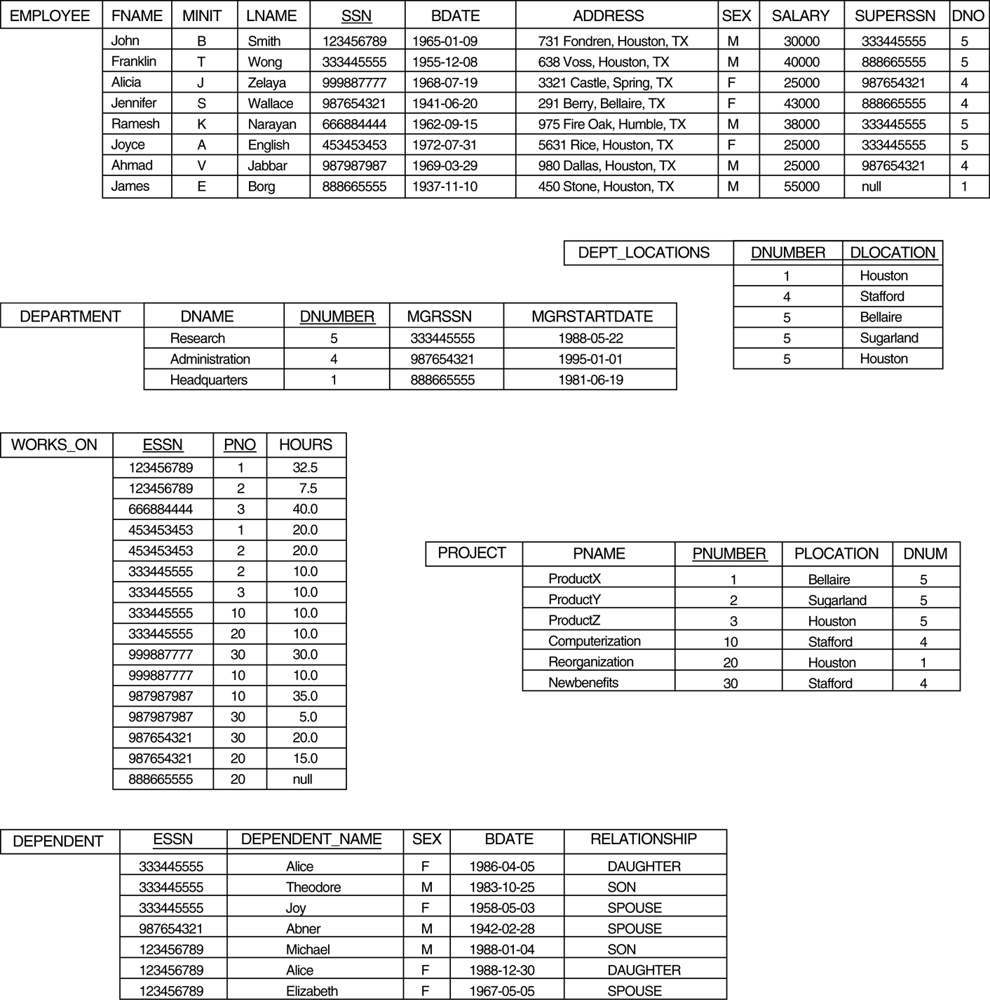 EMPLOYEE FNAME MINIT LNAME SSN BDATE ADDRESS SEX SALARY SUPERSSN DNO
John B Smith 123456789 1965-01-09 731 Fondren, Houston, TX M 30000 333445555 5
Franklin T Wong 333445555 1955-12-08 638 Voss, Houston, TX M 40000 888665555 5
Alicia J Zelaya 999887777 1968-07-19 3321 Castle, Spring, TX F 25000 987654321 4
Jennifer S Wallace 987654321 1941-06-20 291 Berry, Bellaire, TX F 43000 888665555 4
Ramesh K Narayan 666884444 1962-09-15 975 Fire Oak, Humble, TX M 38000 333445555 5
Joyce A English 453453453 1972-07-31 5631 Rice, Houston, TX F 25000 333445555 5
Ahmad V Jabbar 987987987 1969-03-29 980 Dallas, Houston, TX M 25000 987654321 4
James E Borg 888665555 1937-11-10 450 Stone, Houston, TX M 55000 null 1
DEPT_LOCATIONS DNUMBER DLOCATION
1 Houston
4 Stafford
5 Bellaire
5 Sugarland
5 Houston
DEPARTMENT DNAME DNUMBER MGRSSN MGRSTARTDATE
Research 5 333445555 1988-05-22
Administration 4 987654321 1995-01-01
Headquarters 1 888665555 1981-06-19
WORKS_ON ESSN PNO HOURS
123456789 1 32.5
123456789 2 7.5
666884444 3 40.0
453453453 1 20.0
453453453 2 20.0
333445555 2 10.0
333445555 3 10.0
333445555 10 10.0
333445555 20 10.0
999887777 30 30.0
999887777 10 10.0
987987987 10 35.0
987987987 30 5.0
987654321 30 20.0
987654321 20 15.0
888665555 20 null
PROJECT PNAME PNUMBER PLOCATION DNUM
ProductX 1 Bellaire 5
ProductY 2 Sugarland 5
ProductZ 3 Houston 5
Computerization 10 Stafford 4
Reorganization 20 Houston 1
Newbenefits 30 Stafford 4
DEPENDENT ESSN DEPENDENT_NAME SEX BDATE RELATIONSHIP
333445555 Alice F 1986-04-05 DAUGHTER
333445555 Theodore M 1983-10-25 SON
333445555 Joy F 1958-05-03 SPOUSE
987654321 Abner M 1942-02-28 SPOUSE
123456789 Michael M 1988-01-04 SON
123456789 Alice F 1988-12-30 DAUGHTER
123456789 Elizabeth F 1967-05-05 SPOUSE